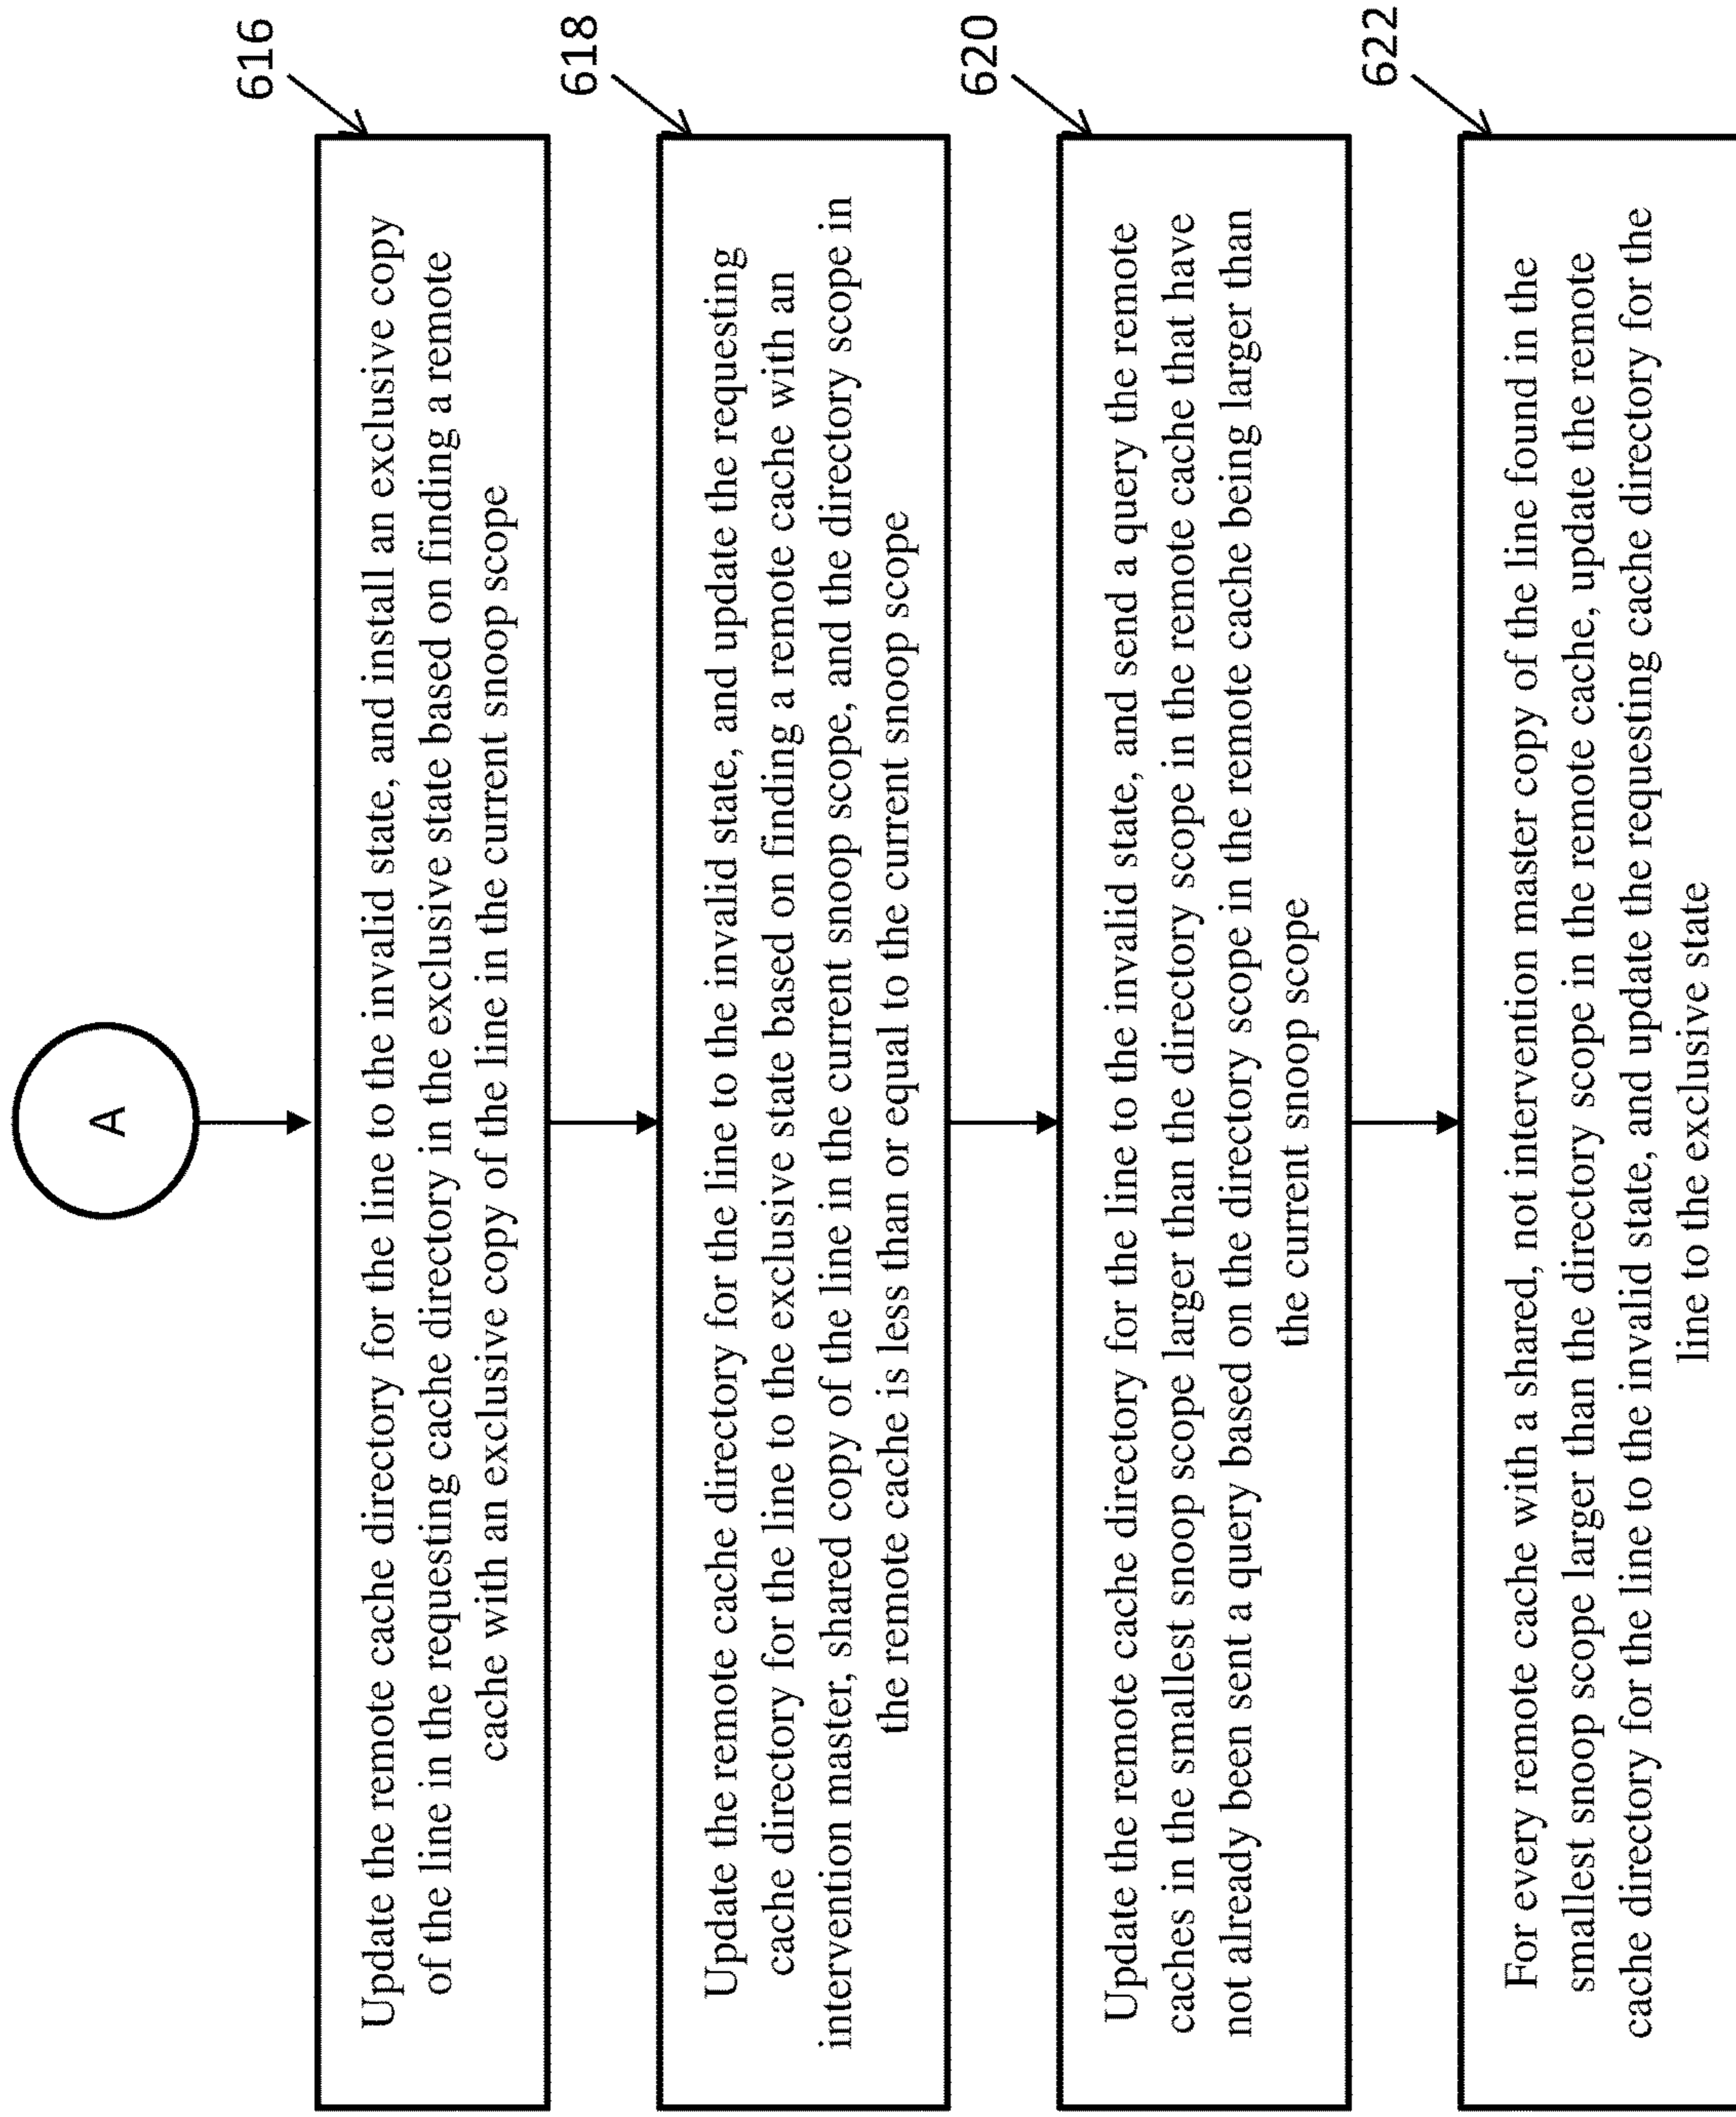 A
616
Update the remote cache directory for the line to the invalid state, and install an exclusive copy
of the line in the requesting cache directory in the exclusive state based on finding a remote
cache with an exclusive copy of the line in the current snoop scope
618
Update the remote cache directory for the line to the invalid state, and update the requesting
cache directory for the line to the exclusive state based on finding a remote cache with an
intervention master, shared copy of the line in the current snoop scope, and the directory scope in
the remote cache is less than or equal to the current snoop scope
620
Update the remote cache directory for the line to the invalid state, and send a query the remote
caches in the smallest snoop scope larger than the directory scope in the remote cache that have
not already been sent a query based on the directory scope in the remote cache being larger than
the current snoop scope
622
For every remote cache with a shared, not intervention master copy of the line found in the
smallest snoop scope larger than the directory scope in the remote cache, update the remote
cache directory for the line to the invalid state, and update the requesting cache directory for the
line to the exclusive state